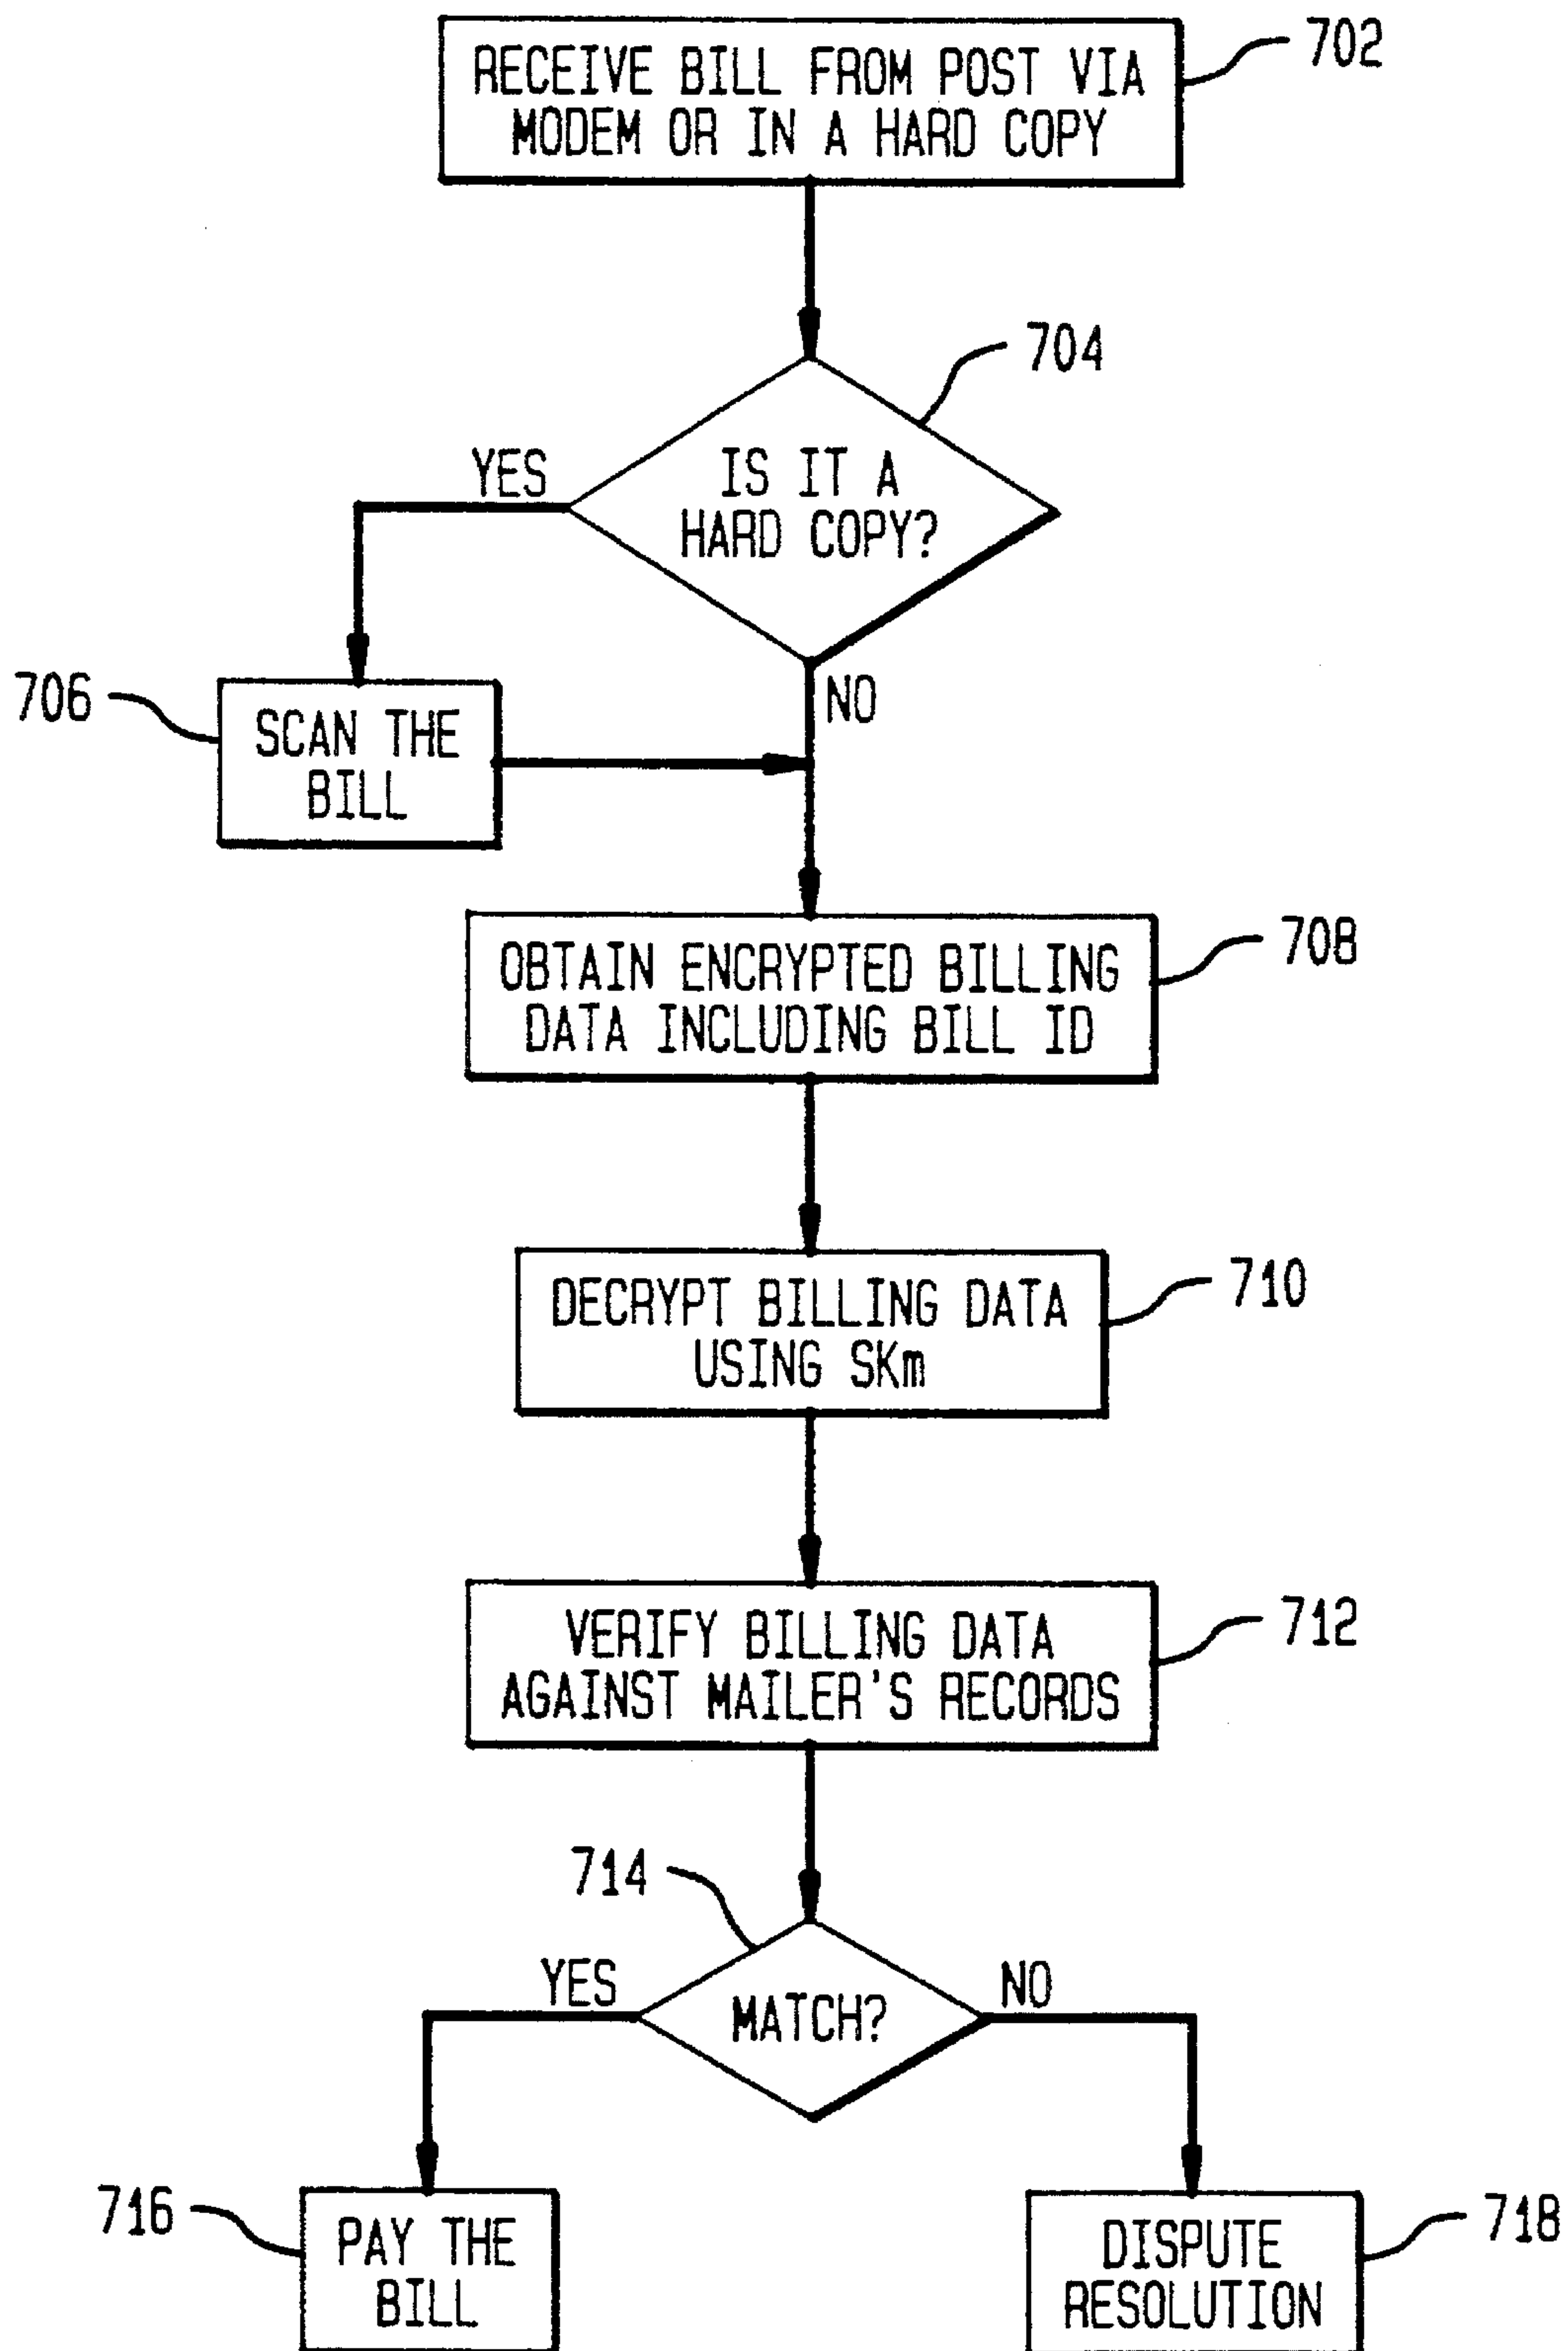 RECEIVE BILL FROM POST VIA
MODEM OR IN A HARD COPY
702
704
YES
IS IT A
HARD COPY?
NO
706
SCAN THE
BILL
OBTAIN ENCRYPTED BILLING
DATA INCLUDING BILL ID
708
DECRYPT BILLING DATA
USING SKm
710
VERIFY BILLING DATA
AGAINST MAILER'S RECORDS
712
714
YES
MATCH?
NO
716
PAY THE
BILL
DISPUTE
RESOLUTION
718